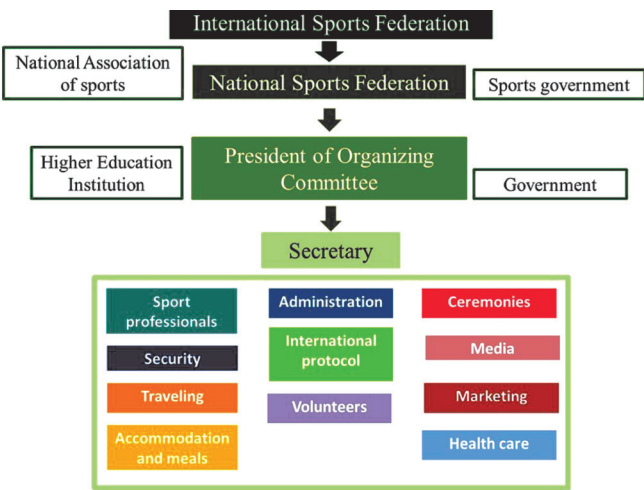 International Sports Federation
National Association
of sports
National Sports Federation
Sports government
Higher Education
Institution
President of Organizing
Committee
Government
Secretary
Sport
professionals
Administration
Ceremonies
Security
International
protocol
Media
Traveling
Volunteers
Marketing
Accommodation
and meals
Health care